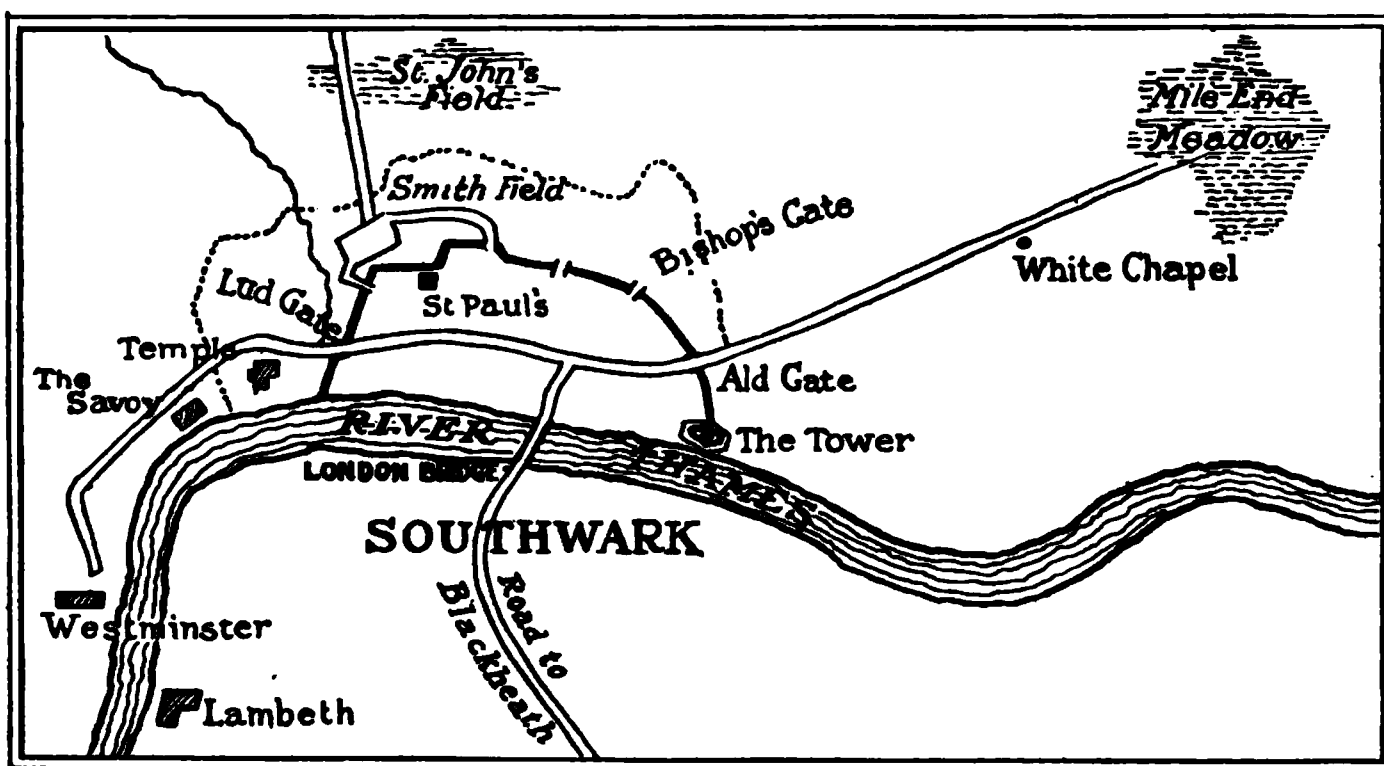 St. John's
Field
Mile End
Meadow
Smith Field
Bishop's Gate
White Chapel
Lud Gate
St Paul's
Temple
The
Savoy
Ald Gate
The Tower
RIVER
THAMES
LONDON BRIDGE
SOUTHWARK
Road to
Blackheath
Westminster
Lambeth